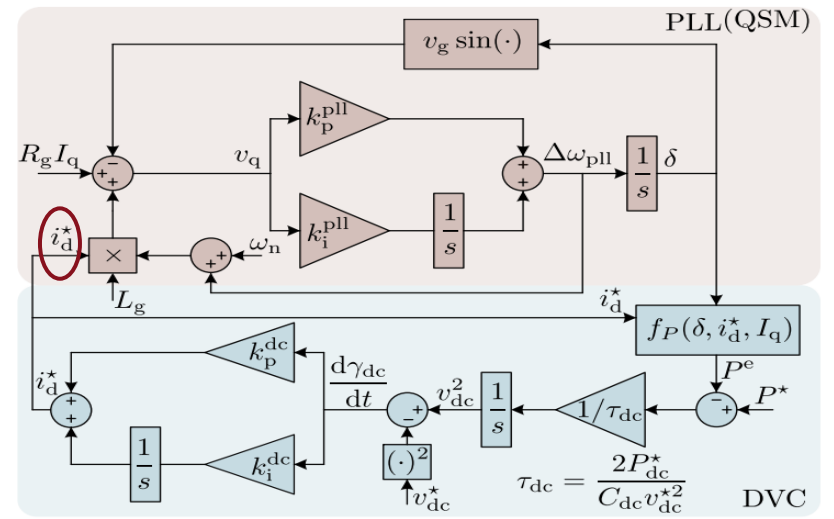 PLL(QSM)
v_g sin(·)
k_p^pll
R_g I_q
−
+
+
v_q
+
+
Δω_pll
1/s
δ
k_i^pll
1/s
i_d^⋆
×
+
+
ω_n
L_g
i_d^⋆
f_P(δ, i_d^⋆, I_q)
k_p^dc
dγ_dc/dt
P^e
i_d^⋆
+
+
−
+
v_dc^2
1/s
1/τ_dc
−
+
P^⋆
1/s
k_i^dc
(·)^2
v_dc^⋆
τ_dc = 2P_dc^⋆/C_dc v_dc^⋆2
DVC